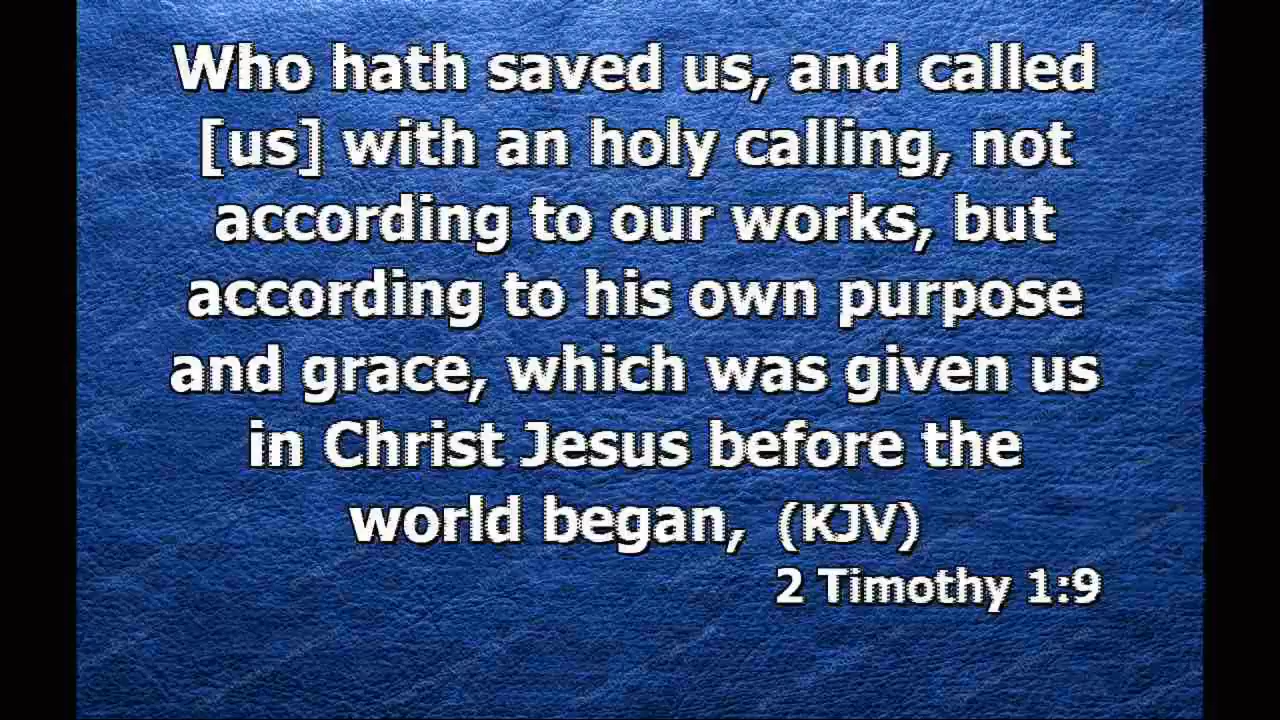 Who hath saved us, and called
[us] with an holy calling, not
according to our works, but
according to his own purpose
and grace, which was given us
in Christ Jesus before the
world began, (KJV)
2 Timothy 1:9